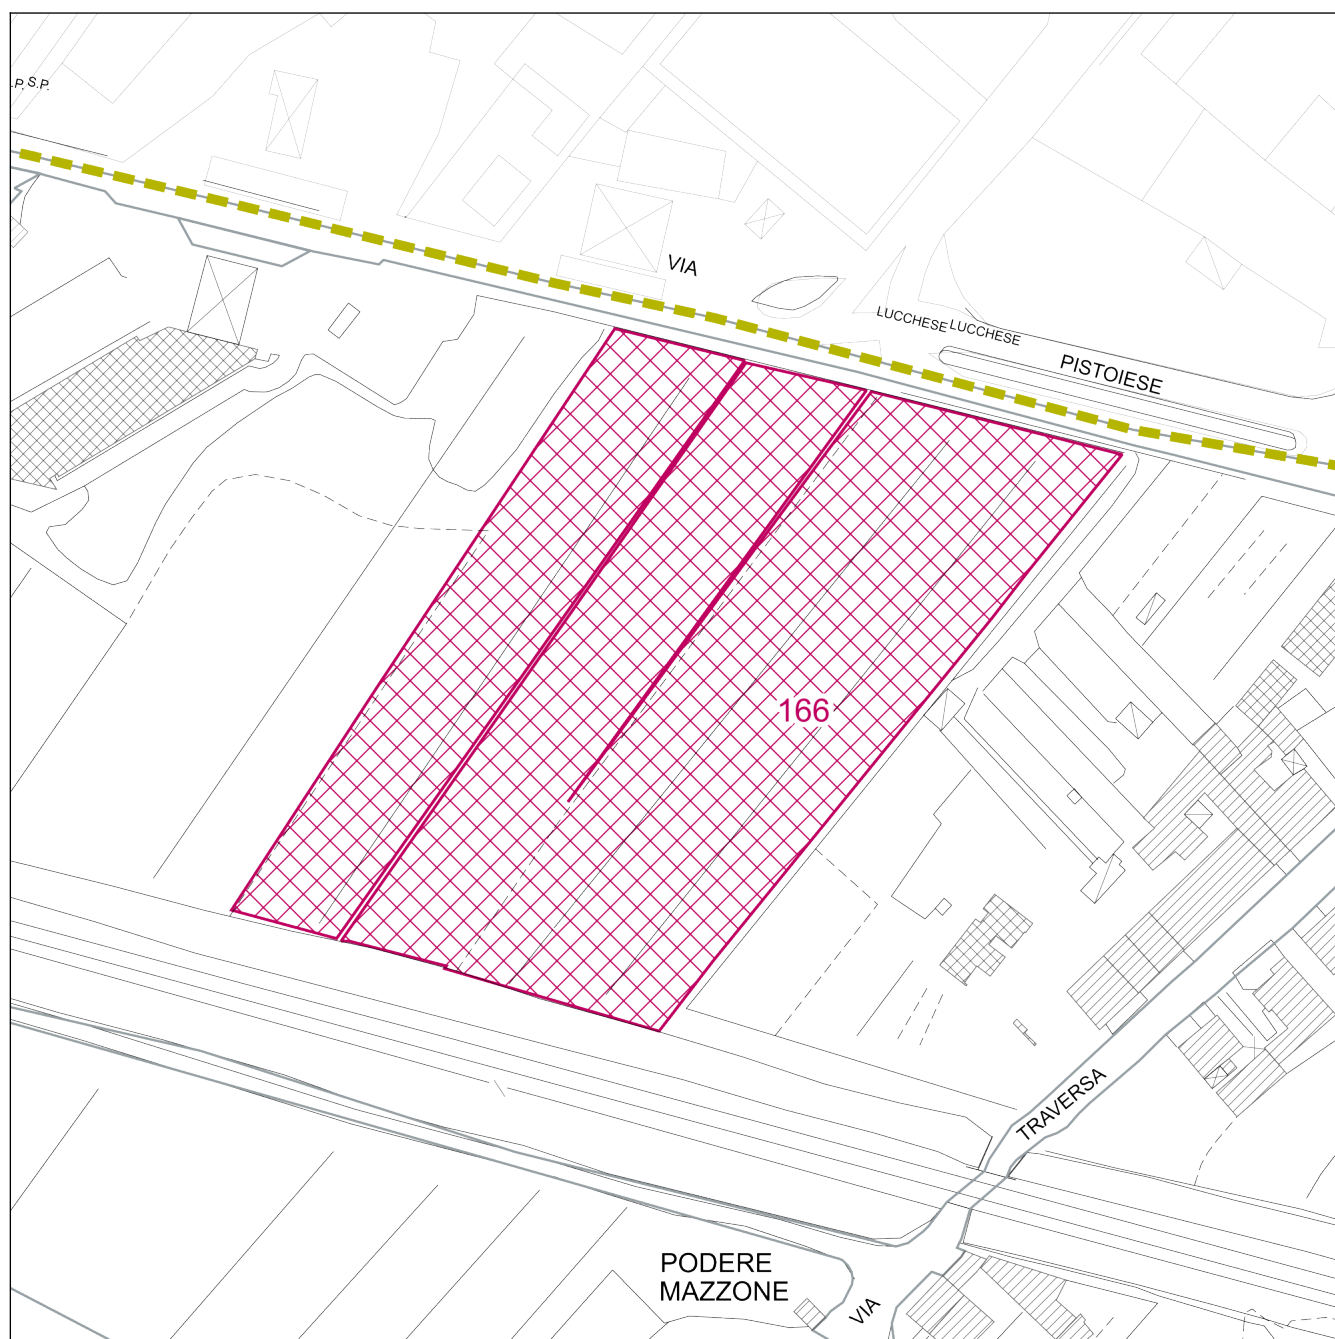 .P. S.P.
VIA
LUCCHESE LUCCHESE
PISTOIESE
166
TRAVERSA
PODERE
MAZZONE
VIA